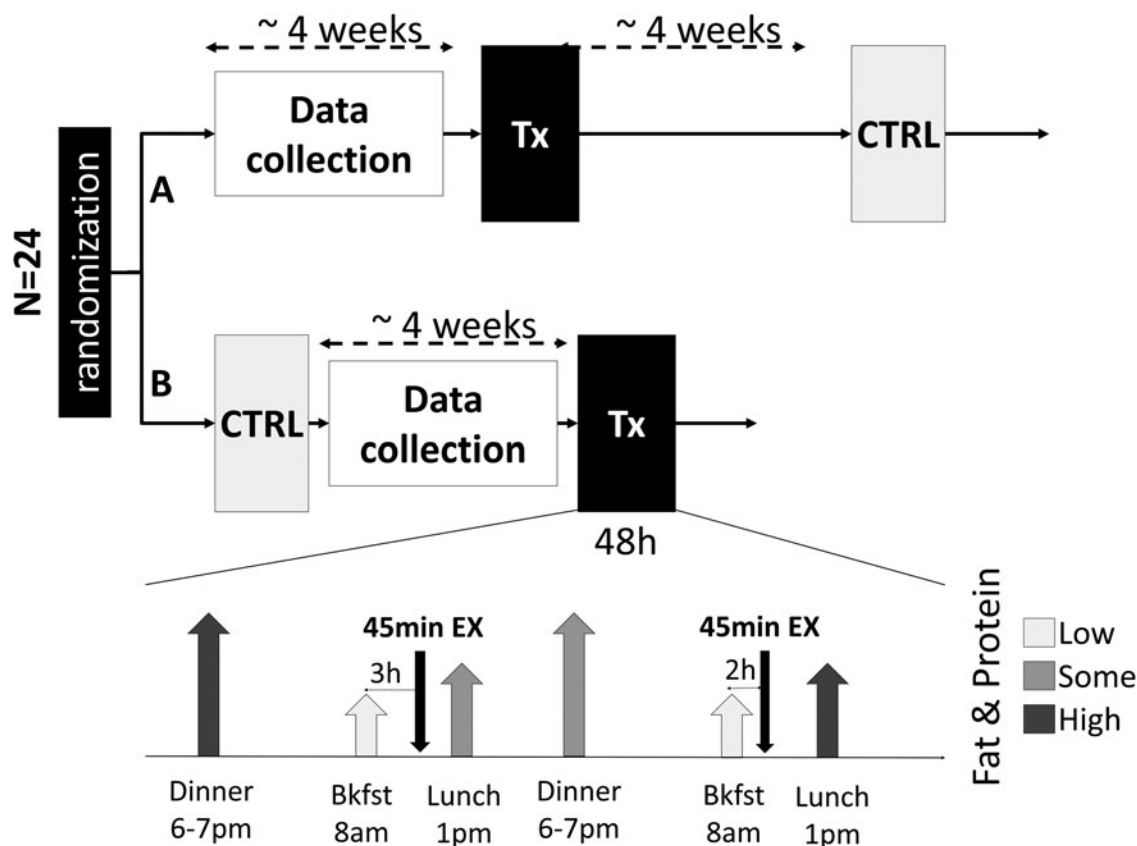 ~ 4 weeks
~ 4 weeks
Data
collection
Tx
CTRL
A
N=24
randomization
~ 4 weeks
B
CTRL
Data
collection
Tx
48h
45min EX
45min EX
3h
2h
Fat & Protein
Low
Some
High
Dinner
6-7pm
Bkfst
8am
Lunch
1pm
Dinner
6-7pm
Bkfst
8am
Lunch
1pm